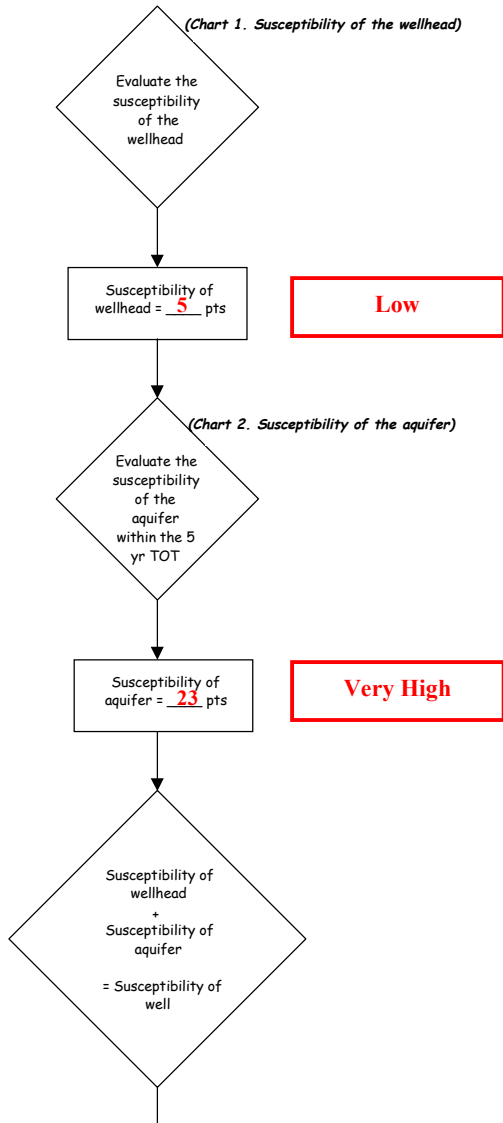 (Chart 1. Susceptibility of the wellhead)
Evaluate the
susceptibility
of the
wellhead
Susceptibility of
wellhead = __5__ pts
Low
(Chart 2. Susceptibility of the aquifer)
Evaluate the
susceptibility
of the
aquifer
within the 5
yr TOT
Susceptibility of
aquifer = __23__ pts
Very High
Susceptibility of
wellhead
+
Susceptibility of
aquifer
= Susceptibility of
well